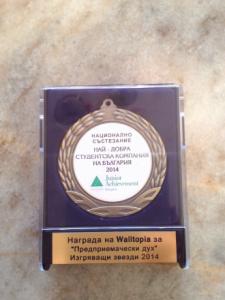 НАЦИОНАЛНО
СЪСТЕЗАНИЕ
НАЙ - ДОБРА
СТУДЕНТСКА КОМПАНИЯ
НА БЪЛГАРИЯ
2014
Junior
Achievement
Награда на Walltopia за
"Предприемачески дух"
Изгряващи звезди 2014